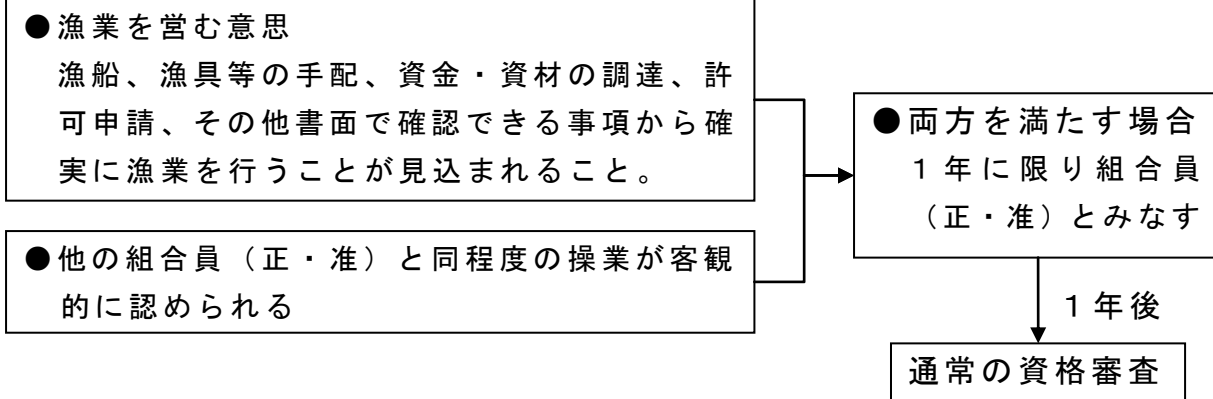 ●漁業を営む意思
漁船、漁具等の手配、資金・資材の調達、許
可申請、その他書面で確認できる事項から確
実に漁業を行うことが見込まれること。
●他の組合員（正・准）と同程度の操業が客観
的に認められる
●両方を満たす場合
１年に限り組合員
（正・准）とみなす
１年後
通常の資格審査